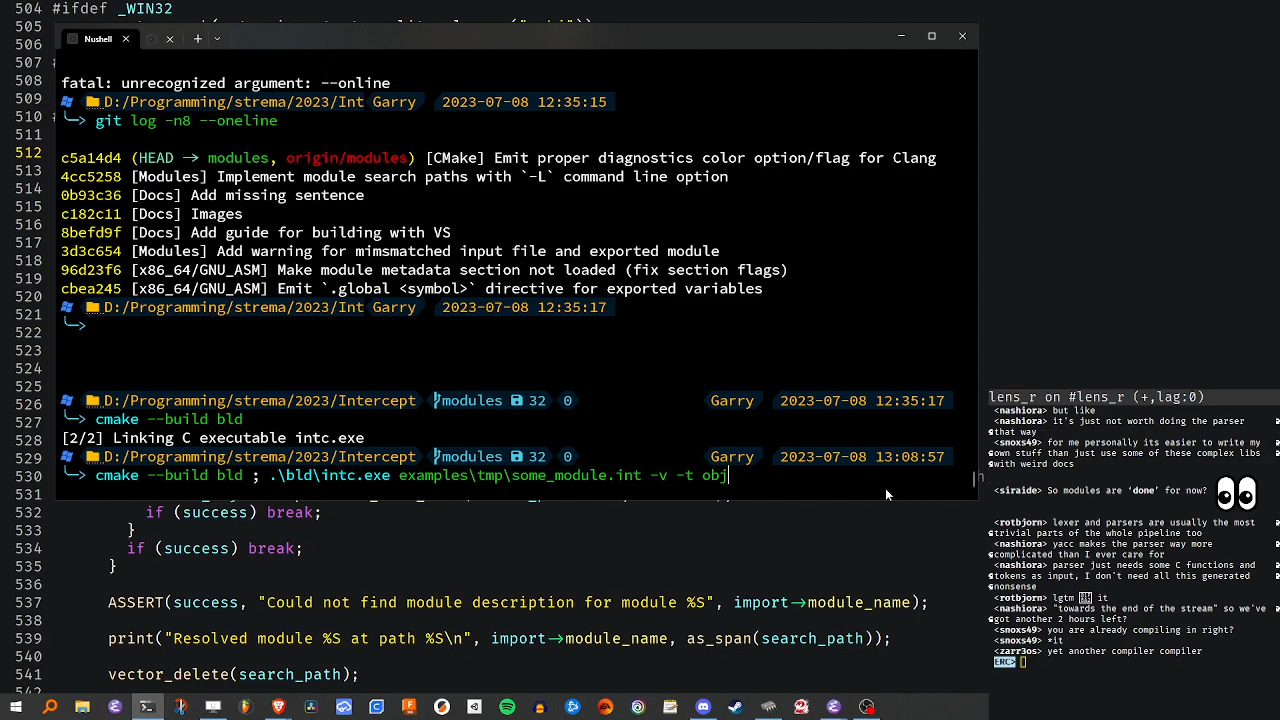 504 #ifdef _WIN32
505
506
507
508
509
510
511
512
513
514
515
516
517
518
519
520
521
522
523
524
525
526
527
528
529
530
531
532 if (success) break;
533 }
534 if (success) break;
535 }
536
537 ASSERT(success, "Could not find module description for module %S", import->module_name);
538
539 print("Resolved module %S at path %S\n", import->module_name, as_span(search_path));
540
541 vector_delete(search_path);
542
Nushell
fatal: unrecognized argument: --online
D:/Programming/strema/2023/Int Garry 2023-07-08 12:35:15
git log -n8 --oneline
c5a14d4 (HEAD -> modules, origin/modules) [CMake] Emit proper diagnostics color option/flag for Clang
4cc5258 [Modules] Implement module search paths with `-L` command line option
0b93c36 [Docs] Add missing sentence
c182c11 [Docs] Images
8befd9f [Docs] Add guide for building with VS
3d3c654 [Modules] Add warning for mimsmatched input file and exported module
96d23f6 [x86_64/GNU_ASM] Make module metadata section not loaded (fix section flags)
cbea245 [x86_64/GNU_ASM] Emit `.global <symbol>` directive for exported variables
D:/Programming/strema/2023/Int Garry 2023-07-08 12:35:17
D:/Programming/strema/2023/Intercept modules 32 0 Garry 2023-07-08 12:35:17
cmake --build bld
[2/2] Linking C executable intc.exe
D:/Programming/strema/2023/Intercept modules 32 0 Garry 2023-07-08 13:08:57
cmake --build bld ; .\bld\intc.exe examples\tmp\some_module.int -v -t obj
lens_r on #lens_r (+,lag:0)
<nashiora> but like
<nashiora> it's just not worth doing the parser
that way
<snoxs49> for me personally its easier to write my
own stuff than just use some of these complex libs
with weird docs
<siraide> So modules are ‘done’ for now?
<rotbjorn> lexer and parsers are usually the most
trivial parts of the whole pipeline too
<nashiora> yacc makes the parser way more
complicated than I ever care for
<nashiora> parser just needs some C functions and
tokens as input, I don't need all this generated
nonsense
<rotbjorn> lgtm it
<nashiora> "towards the end of the stream" so we've
got another 2 hours left?
<snoxs49> you are already compiling in right?
<snoxs49> *it
<zarr3os> yet another compiler compiler
ERC>